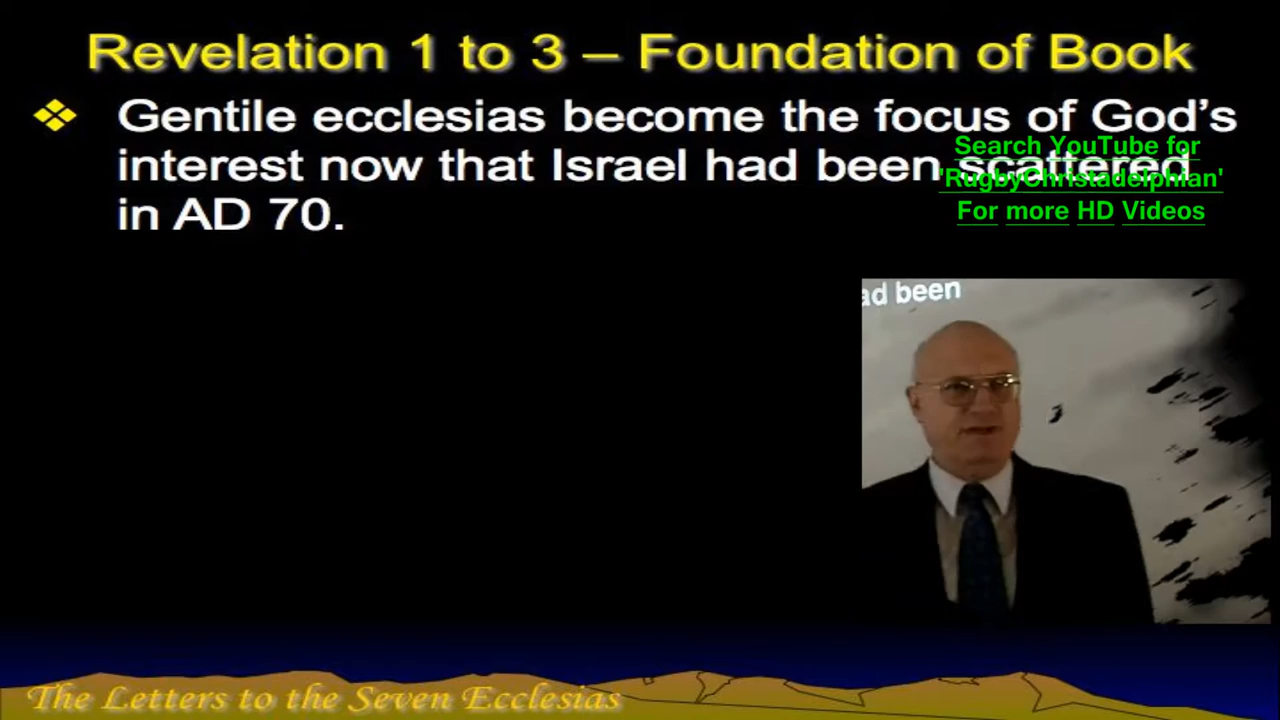 Revelation 1 to 3 – Foundation of Book
Gentile ecclesias become the focus of God's
interest now that Israel had been scattered
in AD 70.
Search YouTube for
'RugbyChristadelphian'
For more HD Videos
ad been
The Letters to the Seven Ecclesias